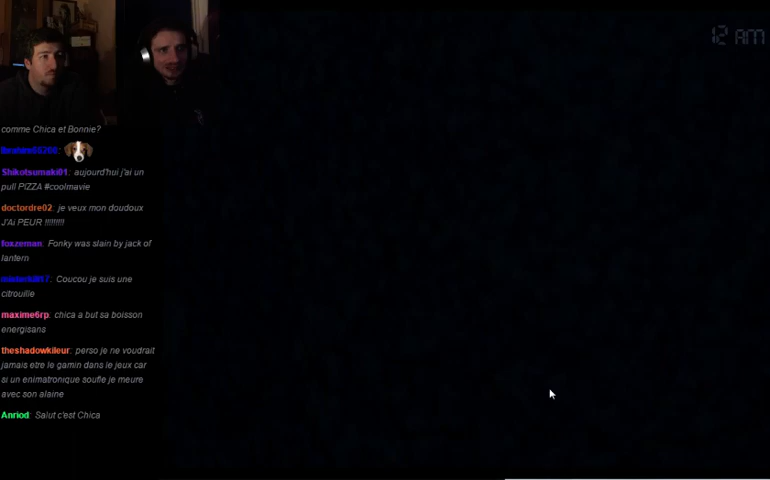 12 AM
comme Chica et Bonnie?
Shikotsumaki01: aujourd'hui j'ai un
pull PIZZA #coolmavie
doctordre02: je veux mon doudoux
J'Ai PEUR !!!!!!!!!
foxzeman: Fonky was slain by jack of
lantern
Coucou je suis une
citrouille
maxime6rp: chica a but sa boisson
energisans
theshadowkileur: perso je ne voudrait
jamais etre le gamin dans le jeux car
si un enimatronique soufle je meure
avec son alaine
Anriod: Salut c'est Chica